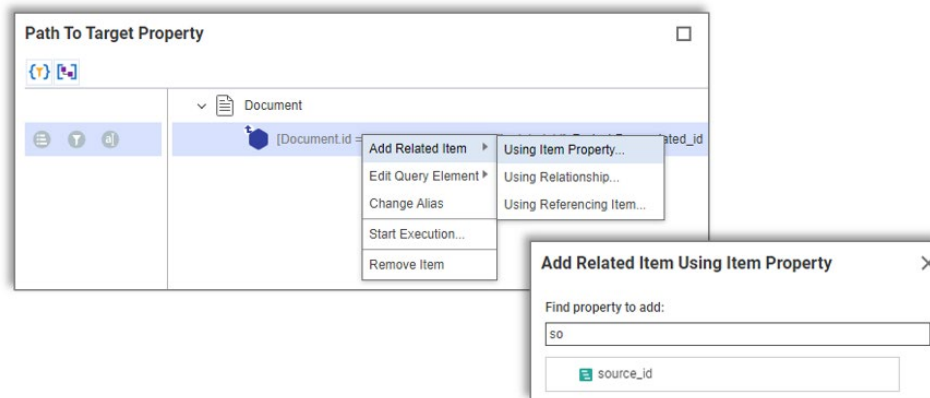 Path To Target Property
Document
[Document.id = ated_id
Add Related Item
Using Item Property...
Edit Query Element
Using Relationship...
Change Alias
Using Referencing Item...
Start Execution...
Remove Item
Add Related Item Using Item Property
Find property to add:
so
source_id